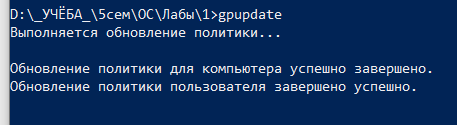 D:\_УЧЁБА_\5сем\ОС\Лабы\1>gpupdate
Выполняется обновление политики...
Обновление политики для компьютера успешно завершено.
Обновление политики пользователя завершено успешно.